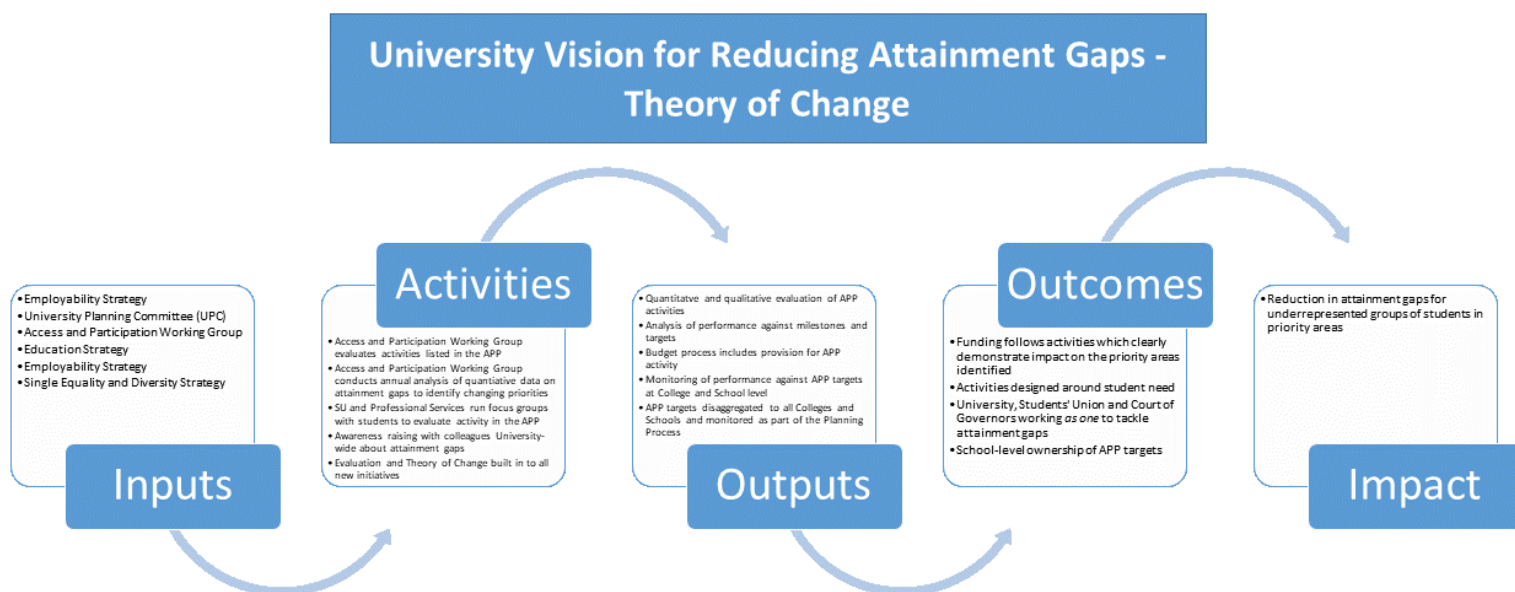 University Vision for Reducing Attainment Gaps -
Theory of Change
•Employability Strategy
•University Planning Committee (UPC)
•Access and Participation Working Group
•Education Strategy
•Employability Strategy
•Single Equality and Diversity Strategy
Inputs
Activities
• Access and Participation Working Group
evaluates activities listed in the APP
• Access and Participation Working Group
conducts annual analysis of quantiative data on
attainment gaps to identify changing priorities
• SU and Professional Services run focus groups
with students to evaluate activity in the APP
• Awareness raising with colleagues University-
wide about attainment gaps
• Evaluation and Theory of Change built in to all
new initiatives
• Quantitatve and qualitative evaluation of APP
activities
• Analysis of performance against milestones and
targets
• Budget process includes provision for APP
activity
• Monitoring of performance against APP targets
at College and School level
• APP targets disaggregated to all Colleges and
Schools and monitored as part of the Planning
Process
Outputs
Outcomes
•Funding follows activities which clearly
demonstrate impact on the priority areas
identified
•Activities designed around student need
•University, Students' Union and Court of
Governors working as one to tackle
attainment gaps
•School-level ownership of APP targets
•Reduction in attainment gaps for
underrepresented groups of students in
priority areas
Impact